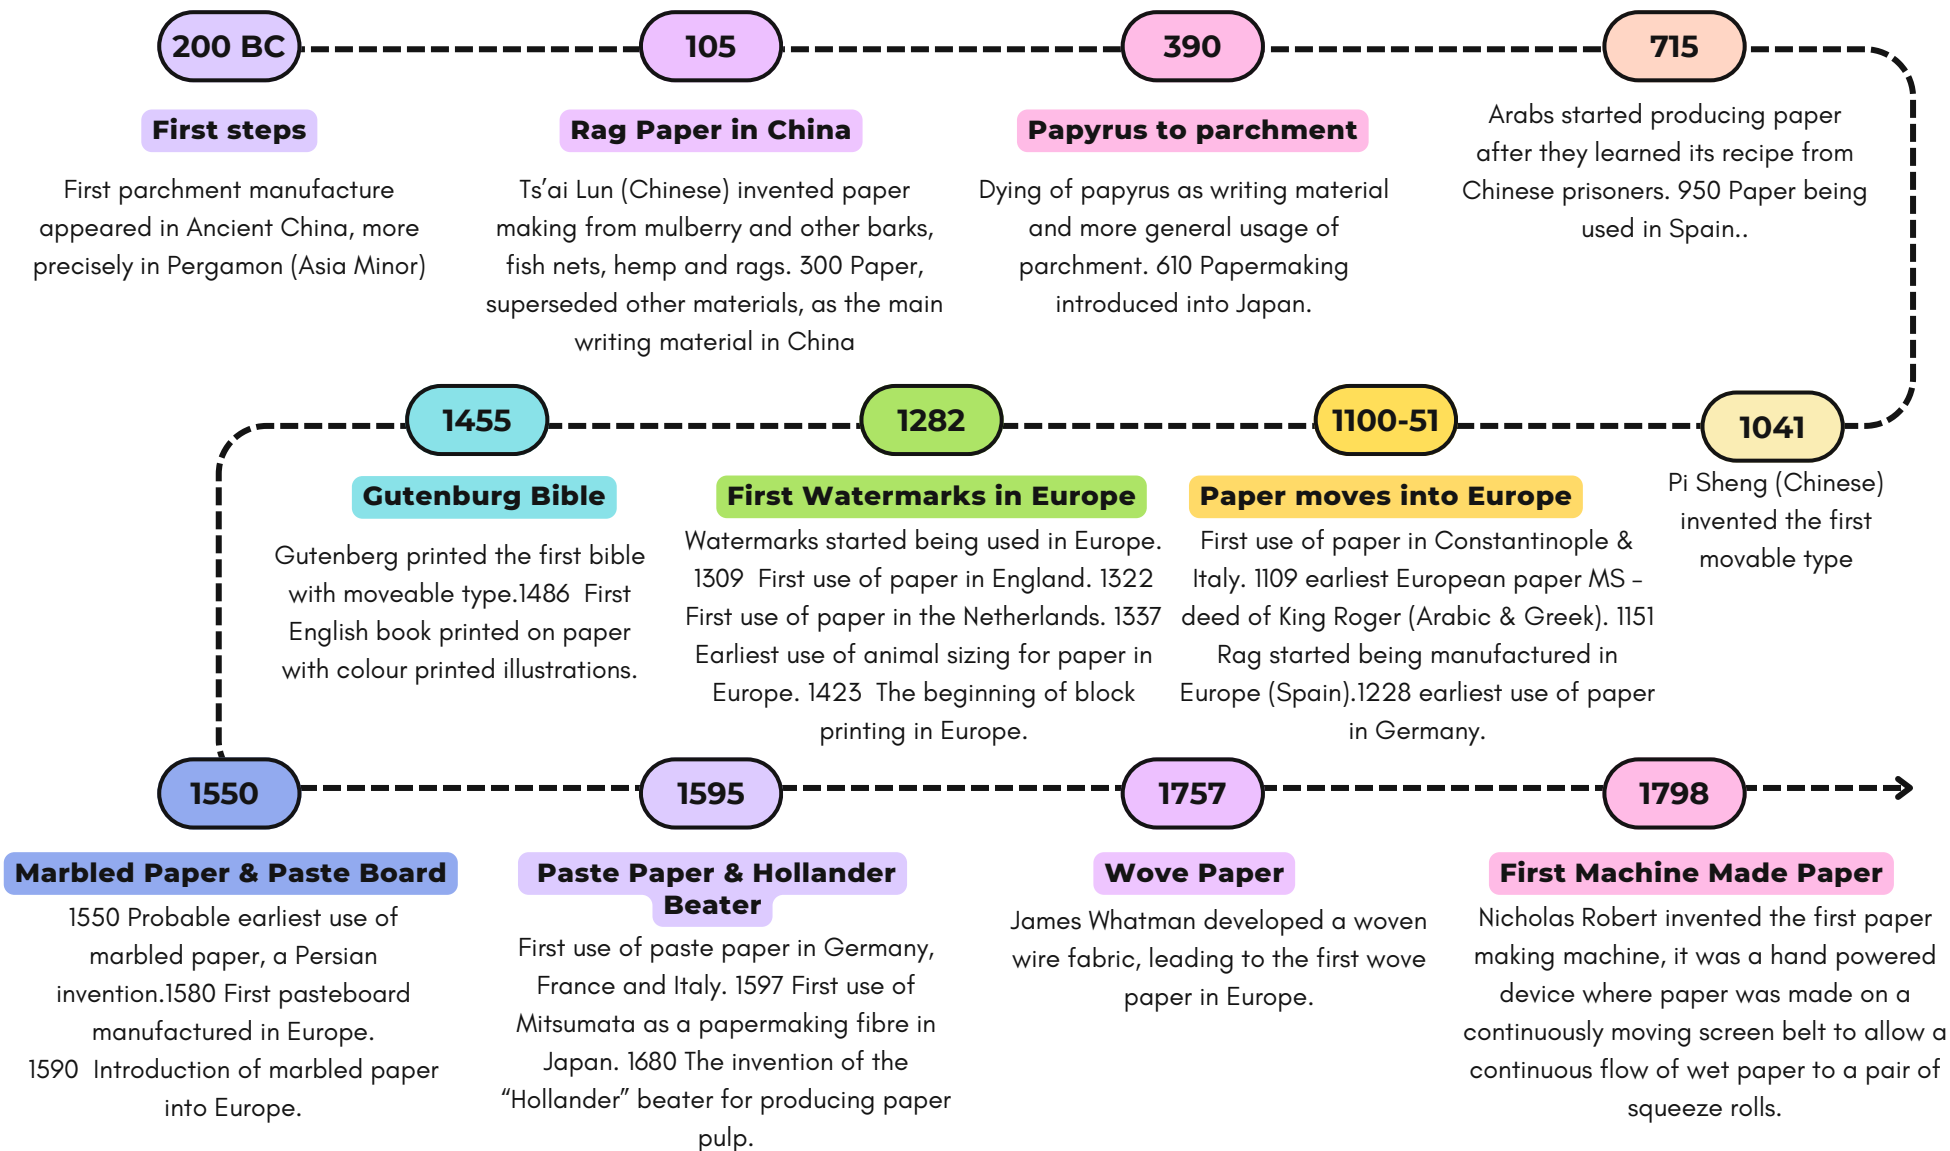 200 BC
First steps
First parchment manufacture
appeared in Ancient China, more
precisely in Pergamon (Asia Minor)
105
Rag Paper in China
Ts’ai Lun (Chinese) invented paper
making from mulberry and other barks,
fish nets, hemp and rags. 300 Paper,
superseded other materials, as the main
writing material in China
390
Papyrus to parchment
Dying of papyrus as writing material
and more general usage of
parchment. 610 Papermaking
introduced into Japan.
715
Arabs started producing paper
after they learned its recipe from
Chinese prisoners. 950 Paper being
used in Spain..
1041
Pi Sheng (Chinese)
invented the first
movable type
1100-51
Paper moves into Europe
First use of paper in Constantinople &
Italy. 1109 earliest European paper MS –
deed of King Roger (Arabic & Greek). 1151
Rag started being manufactured in
Europe (Spain).1228 earliest use of paper
in Germany.
1282
First Watermarks in Europe
Watermarks started being used in Europe.
1309  First use of paper in England. 1322
First use of paper in the Netherlands. 1337
Earliest use of animal sizing for paper in
Europe. 1423  The beginning of block
printing in Europe.
1455
Gutenburg Bible
Gutenberg printed the first bible
with moveable type.1486  First
English book printed on paper
with colour printed illustrations.
1550
Marbled Paper & Paste Board
1550 Probable earliest use of
marbled paper, a Persian
invention.1580 First pasteboard
manufactured in Europe.
1590  Introduction of marbled paper
into Europe.
1595
Paste Paper & Hollander
Beater
First use of paste paper in Germany,
France and Italy. 1597 First use of
Mitsumata as a papermaking fibre in
Japan. 1680 The invention of the
“Hollander” beater for producing paper
pulp.
1757
Wove Paper
James Whatman developed a woven
wire fabric, leading to the first wove
paper in Europe.
1798
First Machine Made Paper
Nicholas Robert invented the first paper
making machine, it was a hand powered
device where paper was made on a
continuously moving screen belt to allow a
continuous flow of wet paper to a pair of
squeeze rolls.